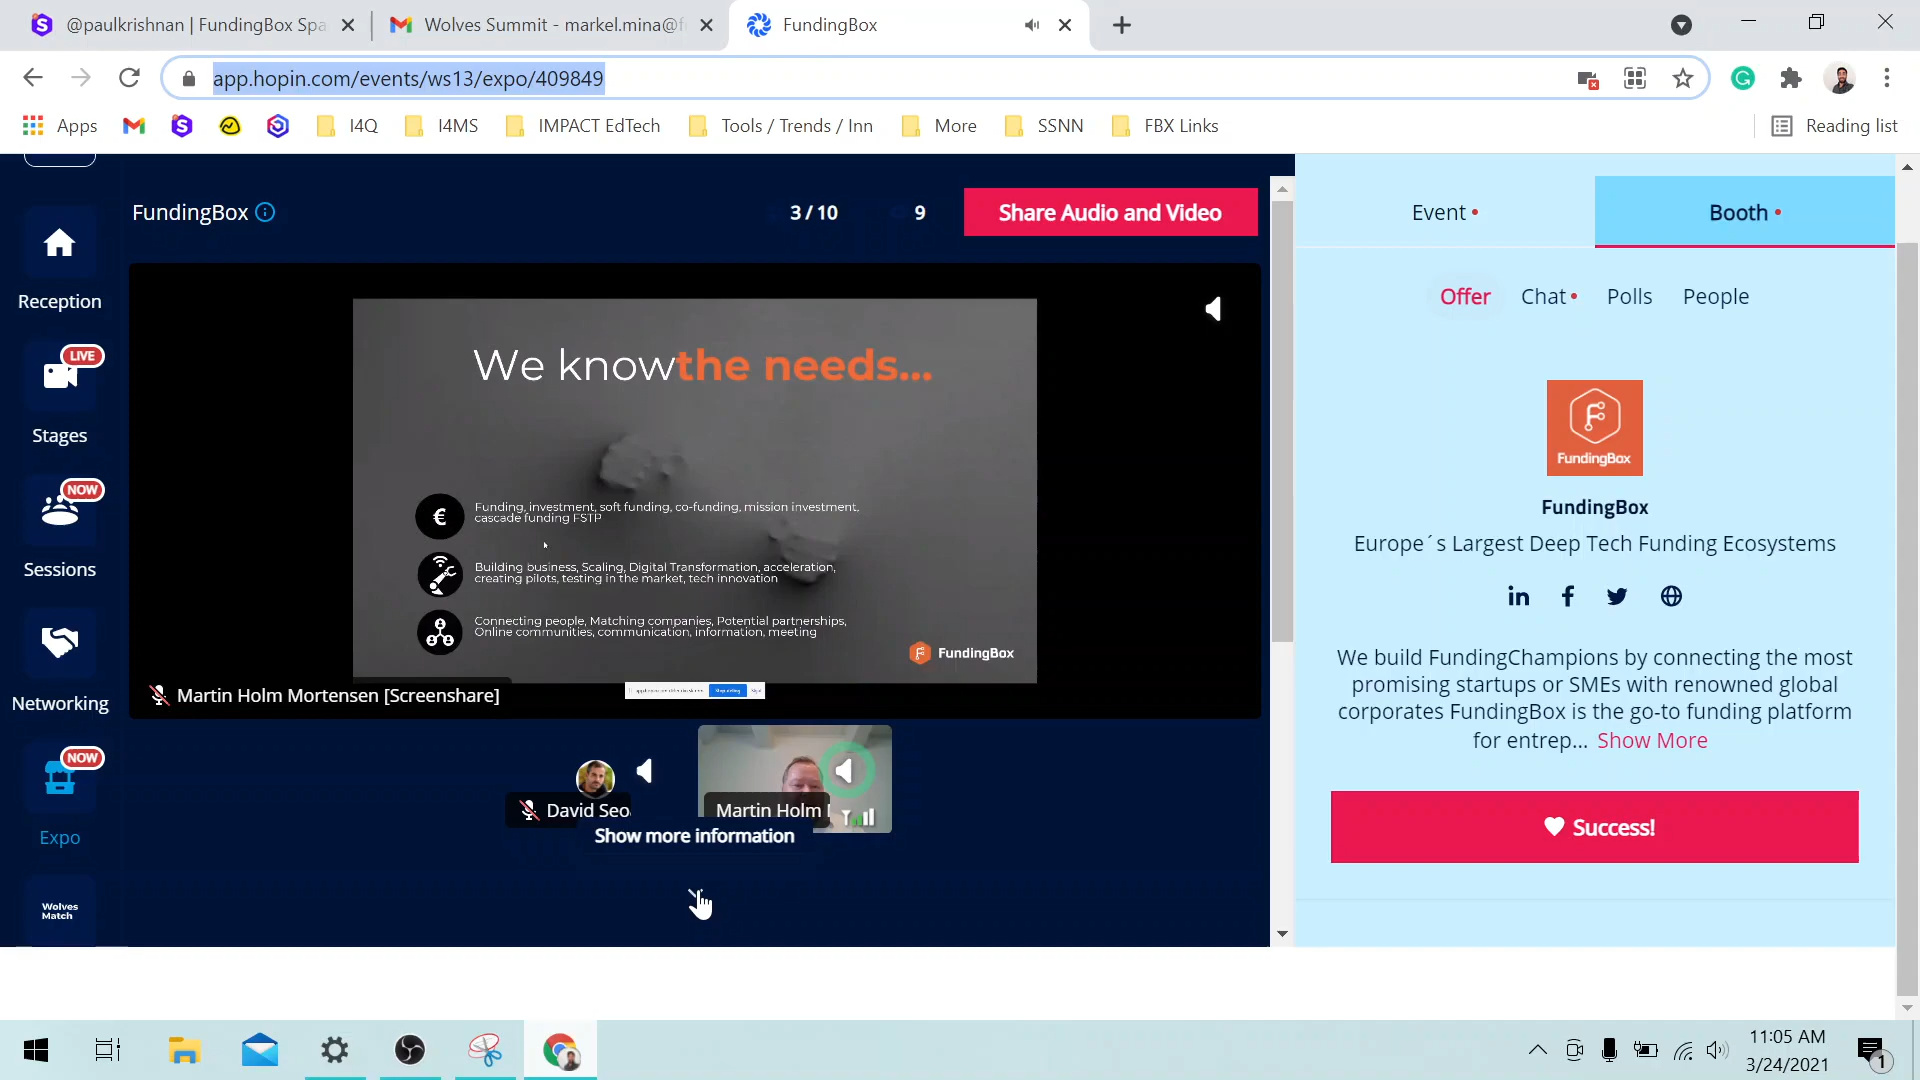 @paulkrishnan | FundingBox Spa
Wolves Summit - markel.mina@f
FundingBox
app.hopin.com/events/ws13/expo/409849
Apps
I4Q
I4MS
IMPACT EdTech
Tools / Trends / Inn
More
SSNN
FBX Links
Reading list
FundingBox
3 / 10
9
Share Audio and Video
Event
Booth
Reception
LIVE
Stages
NOW
Sessions
Networking
NOW
Expo
Wolves
Match
We know the needs...
€
Funding, investment, soft funding, co-funding, mission investment,
cascade funding FSTP
Building business, Scaling, Digital Transformation, acceleration,
creating pilots, testing in the market, tech innovation
Connecting people, Matching companies, Potential partnerships,
Online communities, communication, information, meeting
FundingBox
Martin Holm Mortensen [Screenshare]
David Seo
Martin Holm
Show more information
Offer
Chat
Polls
People
FundingBox
FundingBox
Europe´s Largest Deep Tech Funding Ecosystems
We build FundingChampions by connecting the most
promising startups or SMEs with renowned global
corporates FundingBox is the go-to funding platform
for entrep... Show More
Success!
11:05 AM
3/24/2021
1